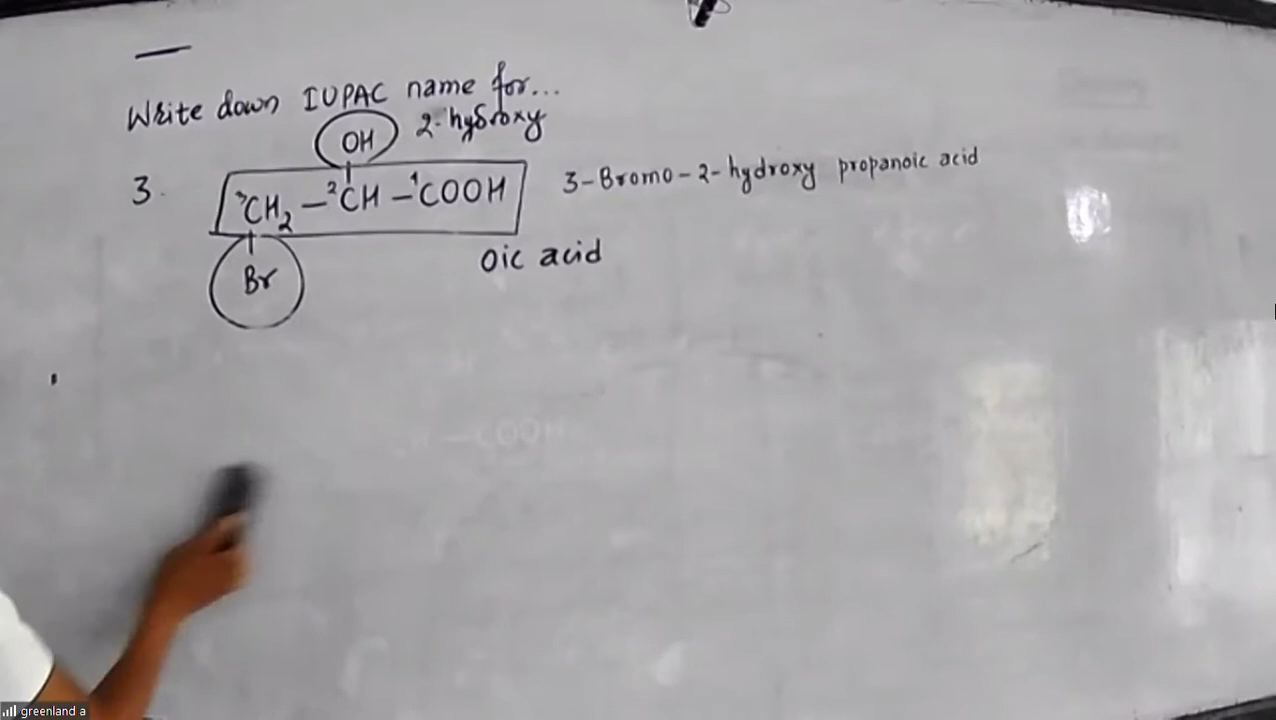 Write down IUPAC name for...
OH 2-hydroxy
3. ³CH₂ – ²CH – ¹COOH 3-Bromo-2-hydroxy propanoic acid
Br oic acid
–COOH
greenland a